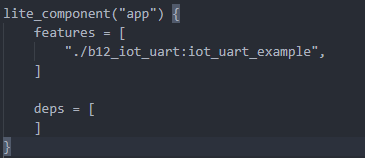 lite_component("app") {
    features = [
        "./b12_iot_uart:iot_uart_example",
    ]

    deps = [
    ]
}